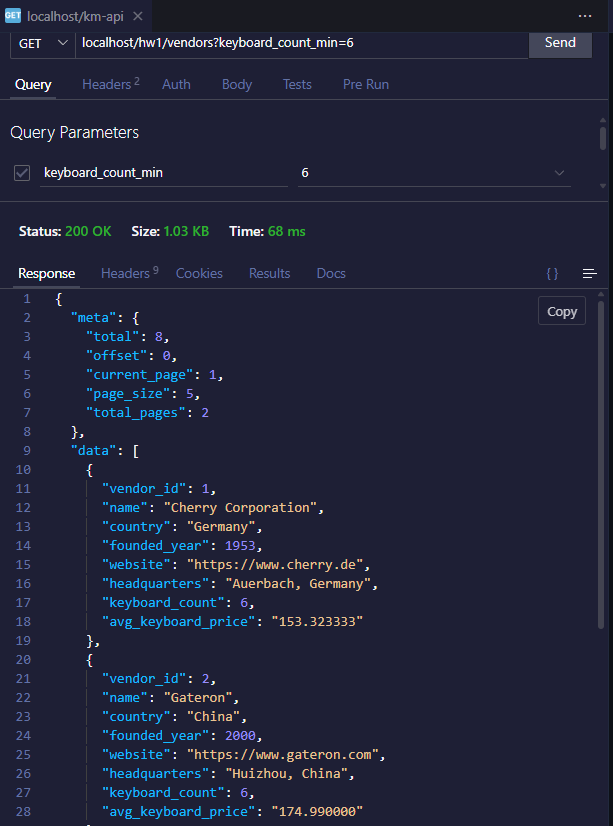 GET localhost/km-api ✕ ···
GET localhost/hw1/vendors?keyboard_count_min=6 Send
Query Headers 2 Auth Body Tests Pre Run
Query Parameters
keyboard_count_min 6
Status: 200 OK Size: 1.03 KB Time: 68 ms
Response Headers 9 Cookies Results Docs { }
Copy
1 {
2 "meta": {
3 "total": 8,
4 "offset": 0,
5 "current_page": 1,
6 "page_size": 5,
7 "total_pages": 2
8 },
9 "data": [
10 {
11 "vendor_id": 1,
12 "name": "Cherry Corporation",
13 "country": "Germany",
14 "founded_year": 1953,
15 "website": "https://www.cherry.de",
16 "headquarters": "Auerbach, Germany",
17 "keyboard_count": 6,
18 "avg_keyboard_price": "153.323333"
19 },
20 {
21 "vendor_id": 2,
22 "name": "Gateron",
23 "country": "China",
24 "founded_year": 2000,
25 "website": "https://www.gateron.com",
26 "headquarters": "Huizhou, China",
27 "keyboard_count": 6,
28 "avg_keyboard_price": "174.990000"